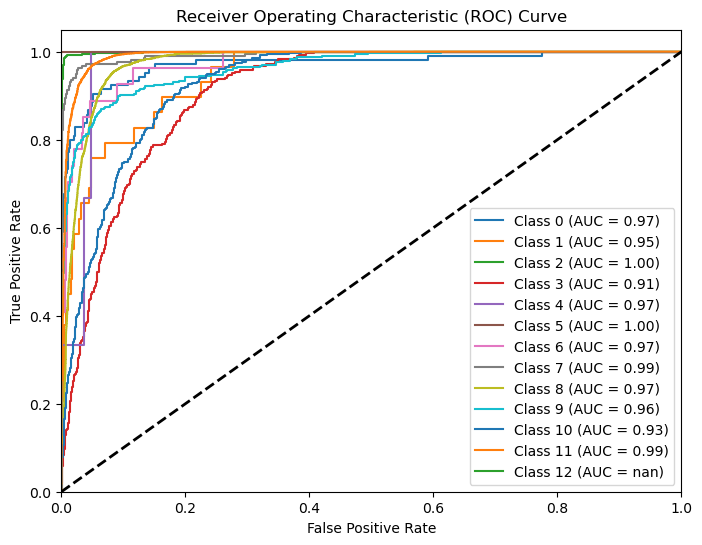 Receiver Operating Characteristic (ROC) Curve
True Positive Rate
1.0
0.8
0.6
0.4
0.2
0.0
Class 0 (AUC = 0.97)
Class 1 (AUC = 0.95)
Class 2 (AUC = 1.00)
Class 3 (AUC = 0.91)
Class 4 (AUC = 0.97)
Class 5 (AUC = 1.00)
Class 6 (AUC = 0.97)
Class 7 (AUC = 0.99)
Class 8 (AUC = 0.97)
Class 9 (AUC = 0.96)
Class 10 (AUC = 0.93)
Class 11 (AUC = 0.99)
Class 12 (AUC = nan)
0.0 0.2 0.4 0.6 0.8 1.0
False Positive Rate